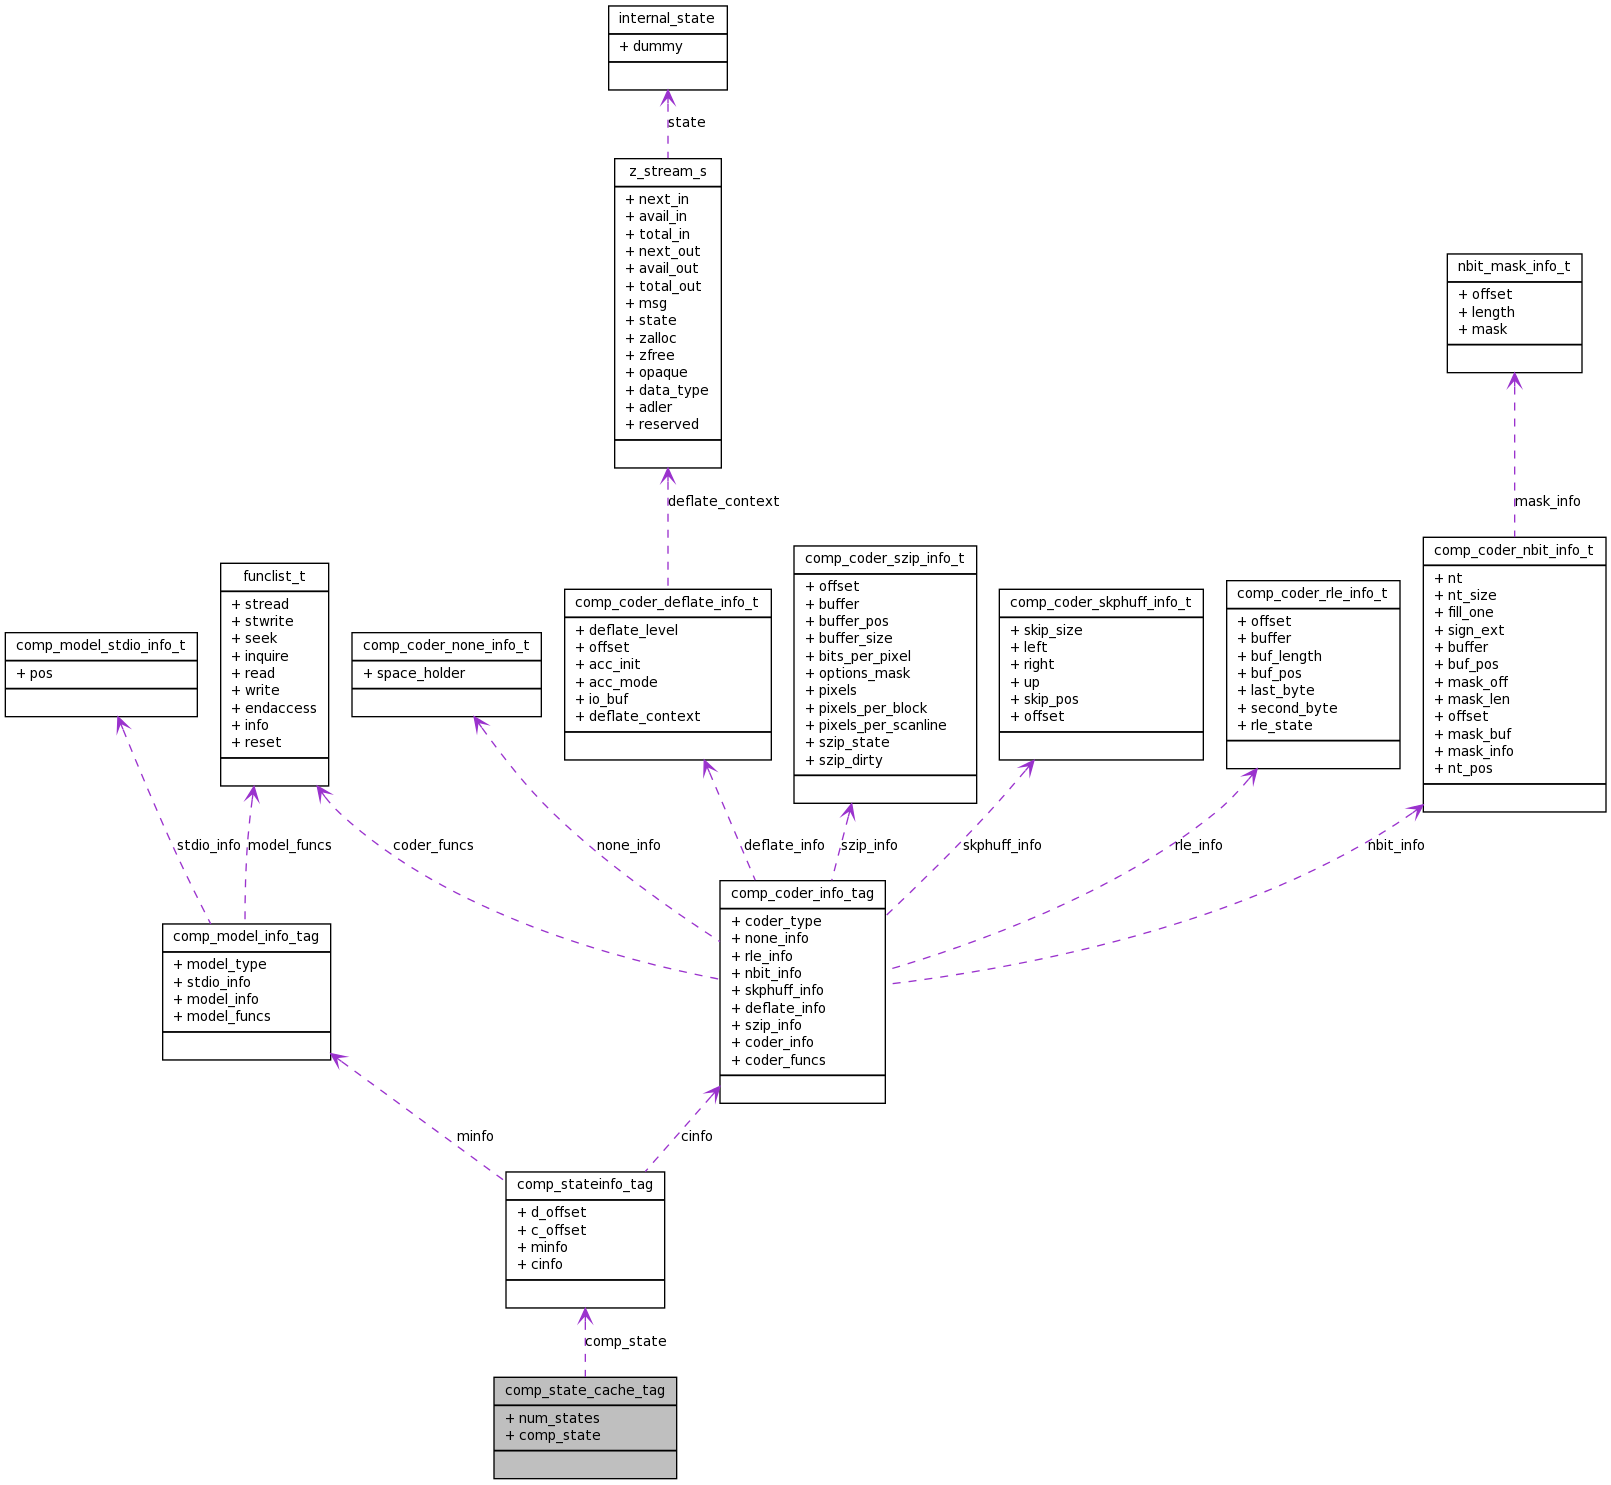 internal_state
+ dummy
state
z_stream_s
+ next_in
+ avail_in
+ total_in
+ next_out
+ avail_out
+ total_out
+ msg
+ state
+ zalloc
+ zfree
+ opaque
+ data_type
+ adler
+ reserved
nbit_mask_info_t
+ offset
+ length
+ mask
deflate_context
mask_info
comp_model_stdio_info_t
+ pos
funclist_t
+ stread
+ stwrite
+ seek
+ inquire
+ read
+ write
+ endaccess
+ info
+ reset
comp_coder_none_info_t
+ space_holder
comp_coder_deflate_info_t
+ deflate_level
+ offset
+ acc_init
+ acc_mode
+ io_buf
+ deflate_context
comp_coder_szip_info_t
+ offset
+ buffer
+ buffer_pos
+ buffer_size
+ bits_per_pixel
+ options_mask
+ pixels
+ pixels_per_block
+ pixels_per_scanline
+ szip_state
+ szip_dirty
comp_coder_skphuff_info_t
+ skip_size
+ left
+ right
+ up
+ skip_pos
+ offset
comp_coder_rle_info_t
+ offset
+ buffer
+ buf_length
+ buf_pos
+ last_byte
+ second_byte
+ rle_state
comp_coder_nbit_info_t
+ nt
+ nt_size
+ fill_one
+ sign_ext
+ buffer
+ buf_pos
+ mask_off
+ mask_len
+ offset
+ mask_buf
+ mask_info
+ nt_pos
stdio_info
model_funcs
coder_funcs
none_info
deflate_info
szip_info
skphuff_info
rle_info
nbit_info
comp_model_info_tag
+ model_type
+ stdio_info
+ model_info
+ model_funcs
comp_coder_info_tag
+ coder_type
+ none_info
+ rle_info
+ nbit_info
+ skphuff_info
+ deflate_info
+ szip_info
+ coder_info
+ coder_funcs
minfo
cinfo
comp_stateinfo_tag
+ d_offset
+ c_offset
+ minfo
+ cinfo
comp_state
comp_state_cache_tag
+ num_states
+ comp_state